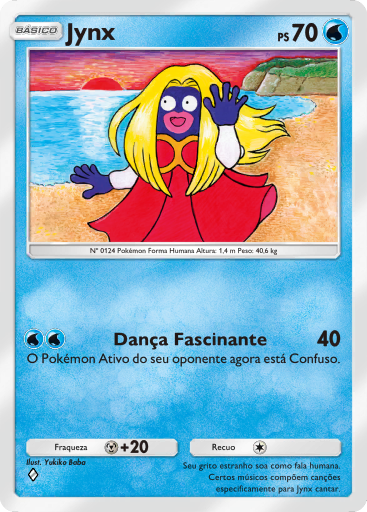 BÁSICO Jynx PS 70
Nº 0124 Pokémon Forma Humana Altura: 1,4 m Peso: 40,6 kg
Dança Fascinante 40
O Pokémon Ativo do seu oponente agora está Confuso.
Fraqueza +20 Recuo
Ilust. Yukiko Baba
Seu grito estranho soa como fala humana.
Certos músicos compõem canções
especificamente para Jynx cantar.